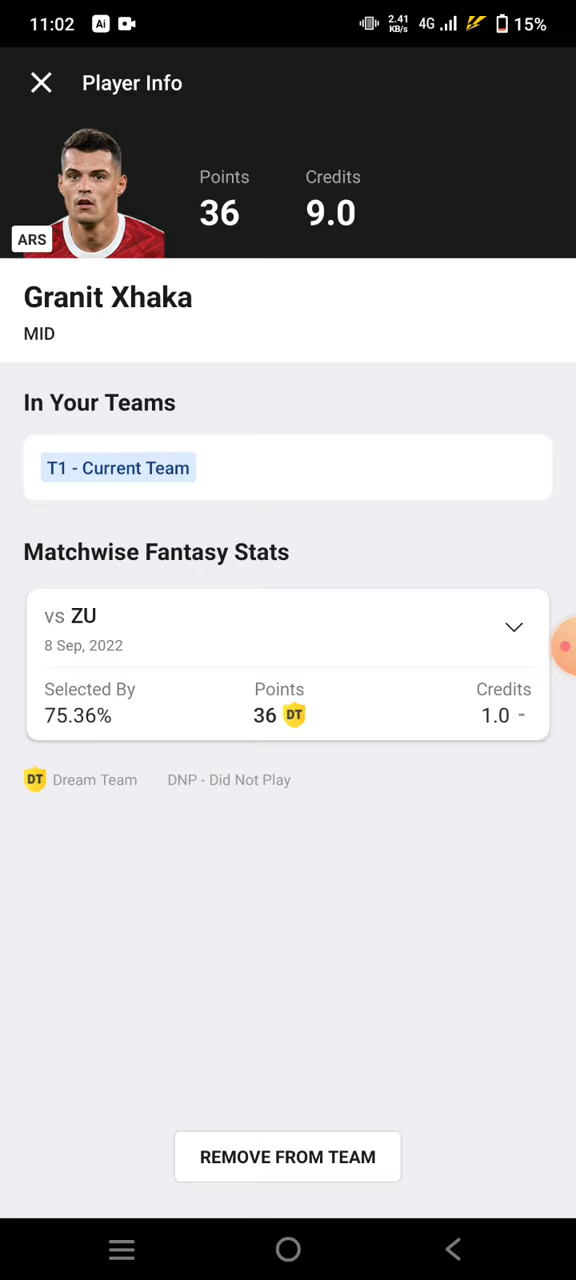 11:02 Ai 2.41 KB/s 4G 15%
Player Info
Points Credits
36 9.0
ARS
Granit Xhaka
MID
In Your Teams
T1 - Current Team
Matchwise Fantasy Stats
vs ZU
8 Sep, 2022
Selected By Points Credits
75.36% 36 DT 1.0 -
DT Dream Team DNP - Did Not Play
REMOVE FROM TEAM